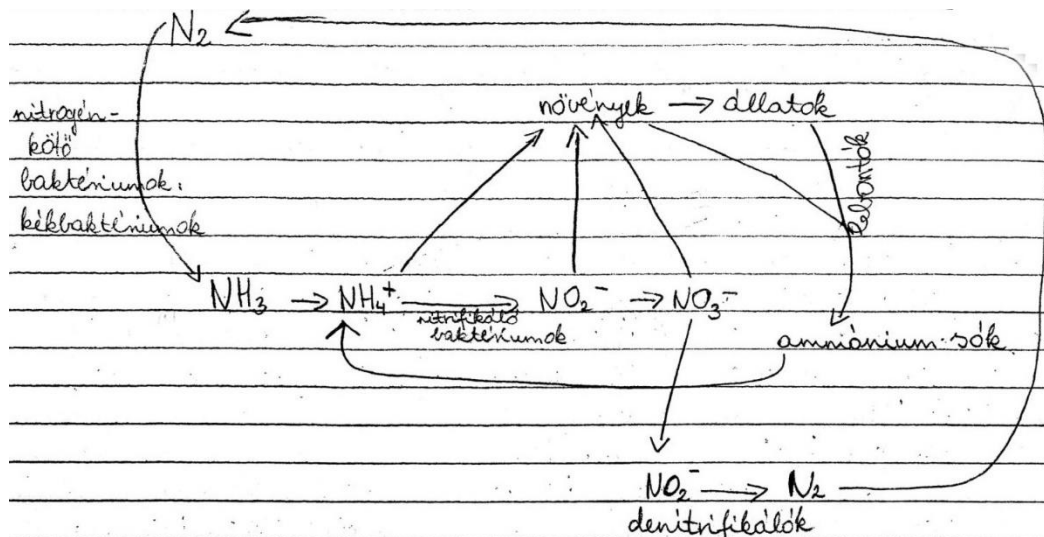 N₂
növények → állatok
nitrogén-
kötő
baktériumok:
kékbaktériumok
lebontók
NH₃ → NH₄⁺ → NO₂⁻ → NO₃⁻
nitrifikáló
baktériumok
ammónium-sók
NO₂⁻ → N₂
denitrifikálók